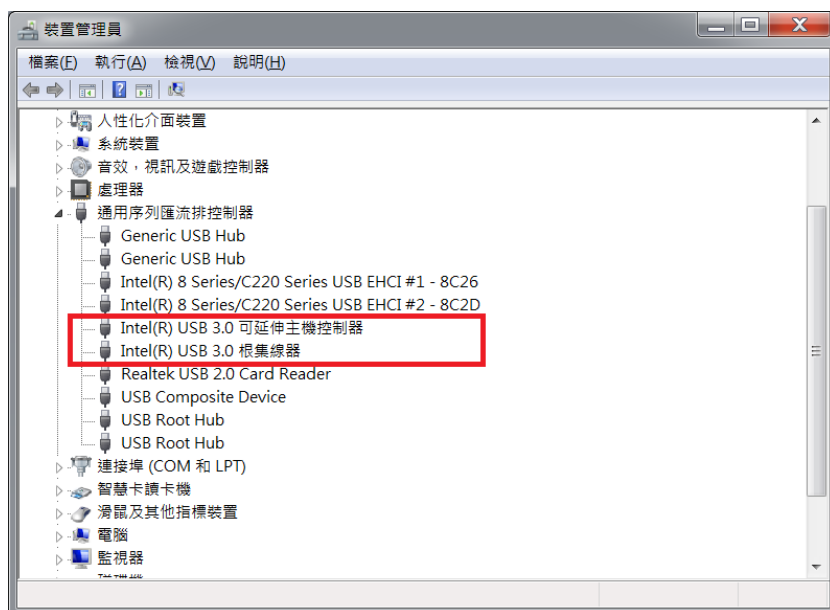 裝置管理員
檔案(F) 執行(A) 檢視(V) 說明(H)
人性化介面裝置
系統裝置
音效，視訊及遊戲控制器
處理器
通用序列匯流排控制器
Generic USB Hub
Generic USB Hub
Intel(R) 8 Series/C220 Series USB EHCI #1 - 8C26
Intel(R) 8 Series/C220 Series USB EHCI #2 - 8C2D
Intel(R) USB 3.0 可延伸主機控制器
Intel(R) USB 3.0 根集線器
Realtek USB 2.0 Card Reader
USB Composite Device
USB Root Hub
USB Root Hub
連接埠 (COM 和 LPT)
智慧卡讀卡機
滑鼠及其他指標裝置
電腦
監視器